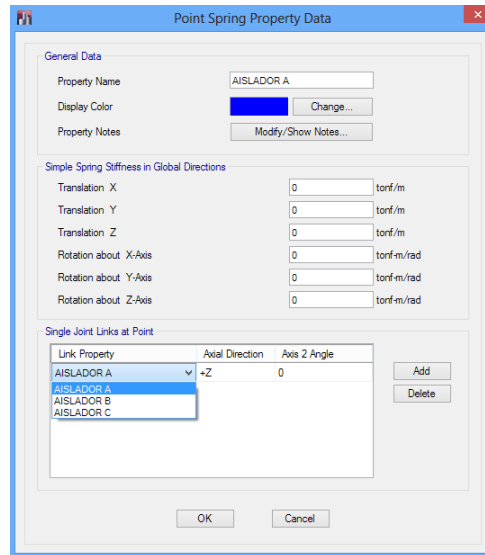 Point Spring Property Data
General Data
Property Name AISLADOR A
Display Color Change...
Property Notes Modify/Show Notes...
Simple Spring Stiffness in Global Directions
Translation X 0 tonf/m
Translation Y 0 tonf/m
Translation Z 0 tonf/m
Rotation about X-Axis 0 tonf-m/rad
Rotation about Y-Axis 0 tonf-m/rad
Rotation about Z-Axis 0 tonf-m/rad
Single Joint Links at Point
Link Property Axial Direction Axis 2 Angle
AISLADOR A +Z 0 Add
AISLADOR A
AISLADOR B
AISLADOR C
Delete
OK Cancel